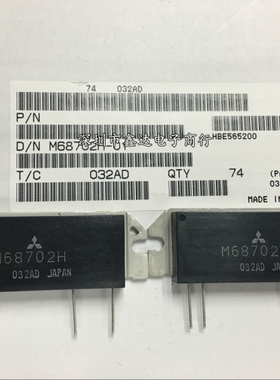 74 032AD
P/N
HBE565200
深圳市鑫达电子商行
D/N M68702H
T/C 032AD QTY 74
MADE IN
M68702H
032AD JAPAN
M68702
032AD JA